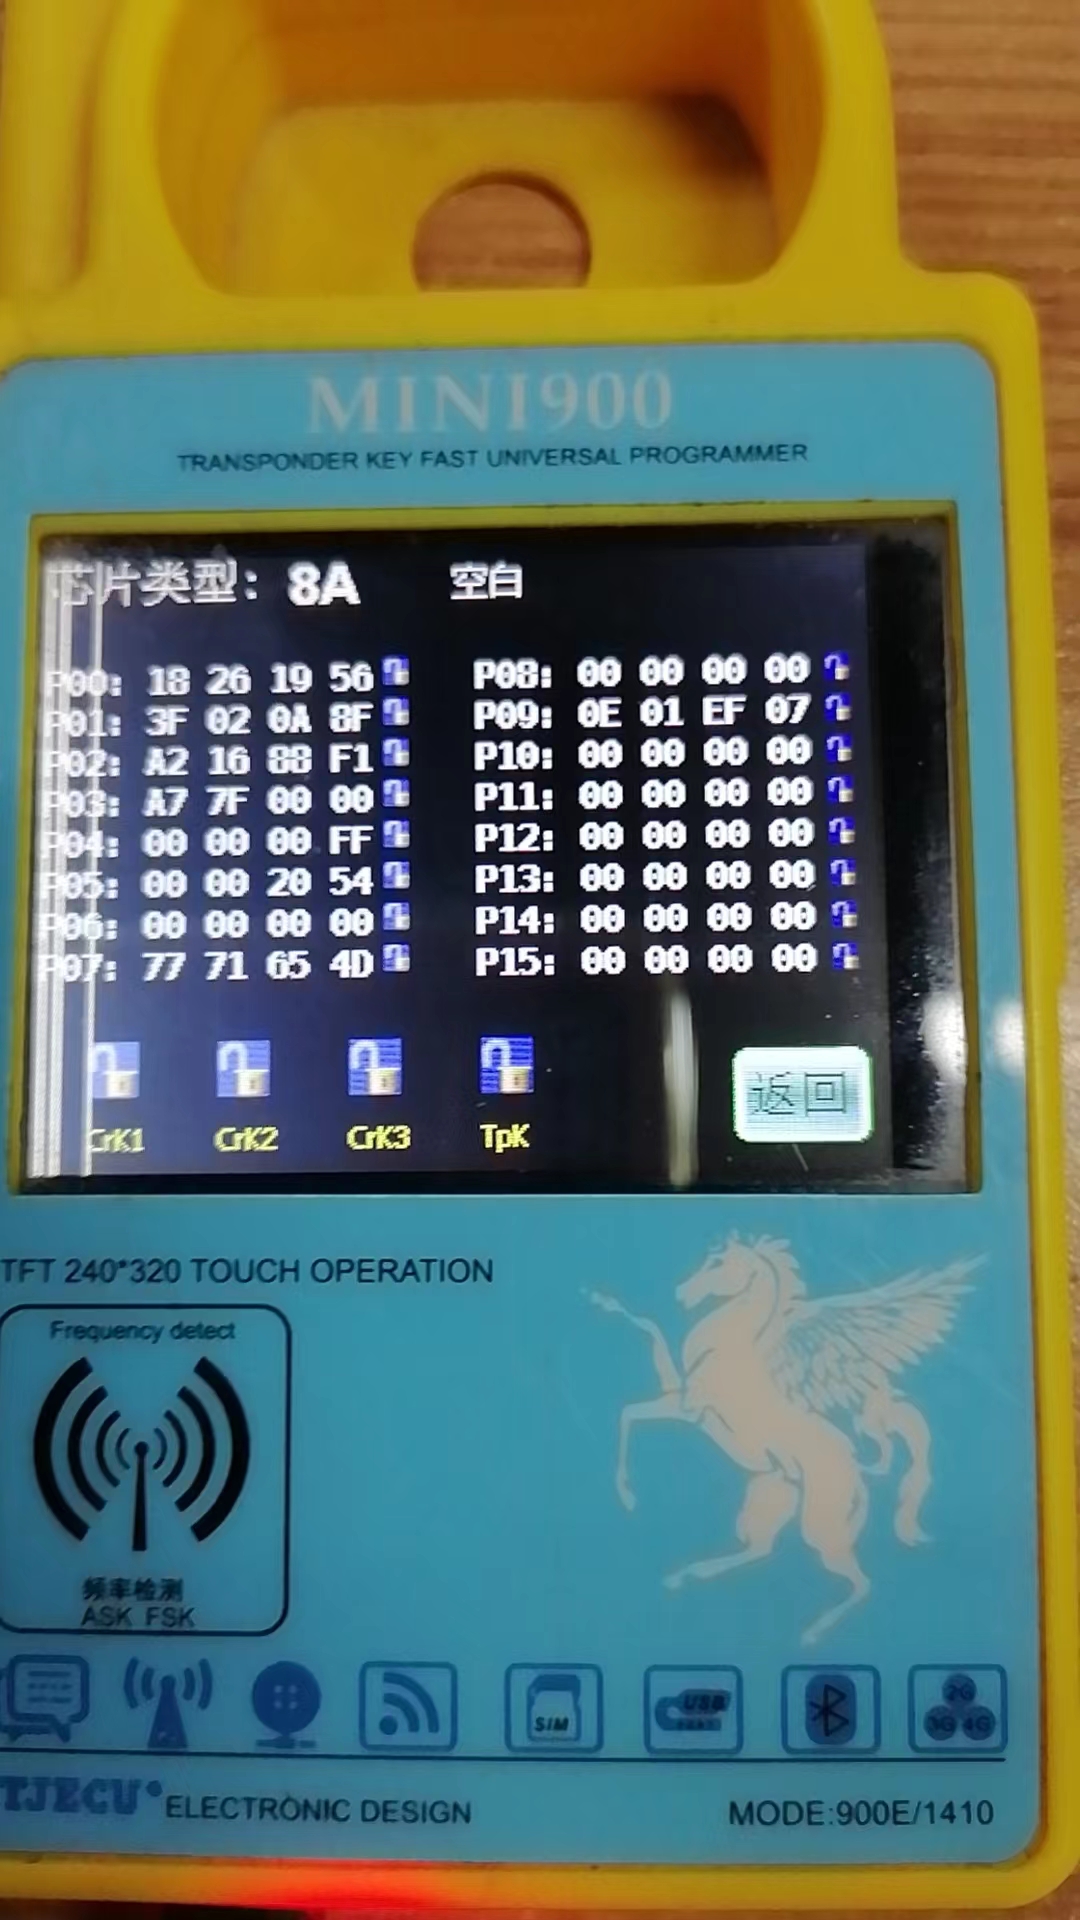 MINI900
TRANSPONDER KEY FAST UNIVERSAL PROGRAMMER
芯片类型: 8A 空白
P00: 18 26 19 56 P08: 00 00 00 00
P01: 3F 02 0A 8F P09: 0E 01 EF 07
P02: A2 16 88 F1 P10: 00 00 00 00
P03: A7 7F 00 00 P11: 00 00 00 00
P04: 00 00 00 FF P12: 00 00 00 00
P05: 00 00 20 54 P13: 00 00 00 00
P06: 00 00 00 00 P14: 00 00 00 00
P07: 77 71 65 4D P15: 00 00 00 00
返回
CrK1 CrK2 CrK3 TpK
TFT 240*320 TOUCH OPERATION
Frequency detect
频率检测
ASK FSK
SIM USB 2G 3G 4G
TJECU ELECTRONIC DESIGN MODE:900E/1410